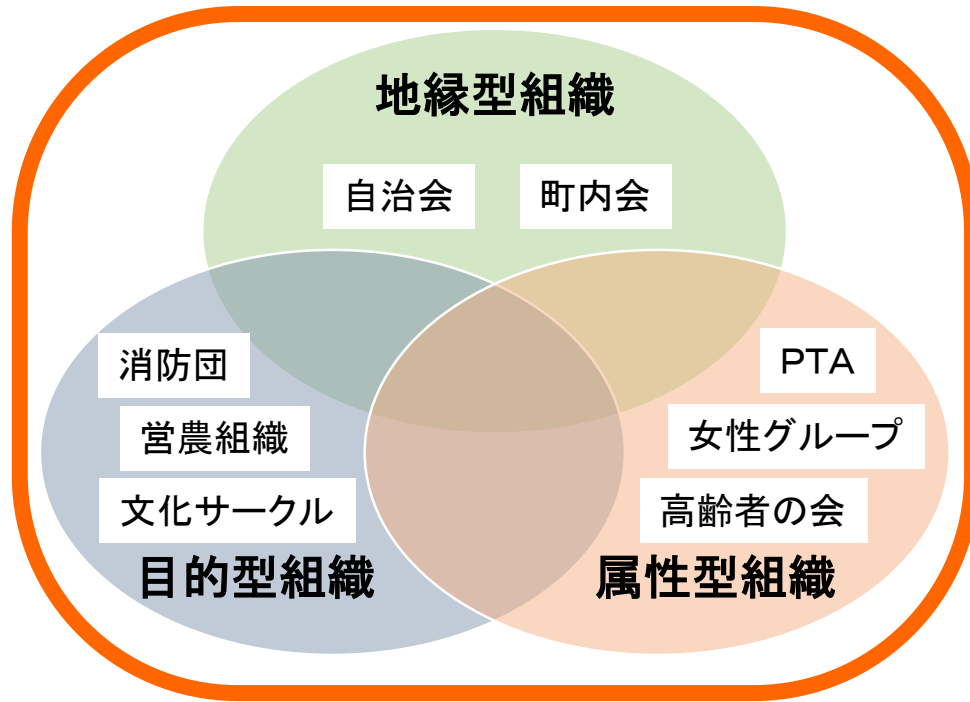 地縁型組織
自治会
町内会
消防団
営農組織
文化サークル
目的型組織
ＰＴＡ
女性グループ
高齢者の会
属性型組織